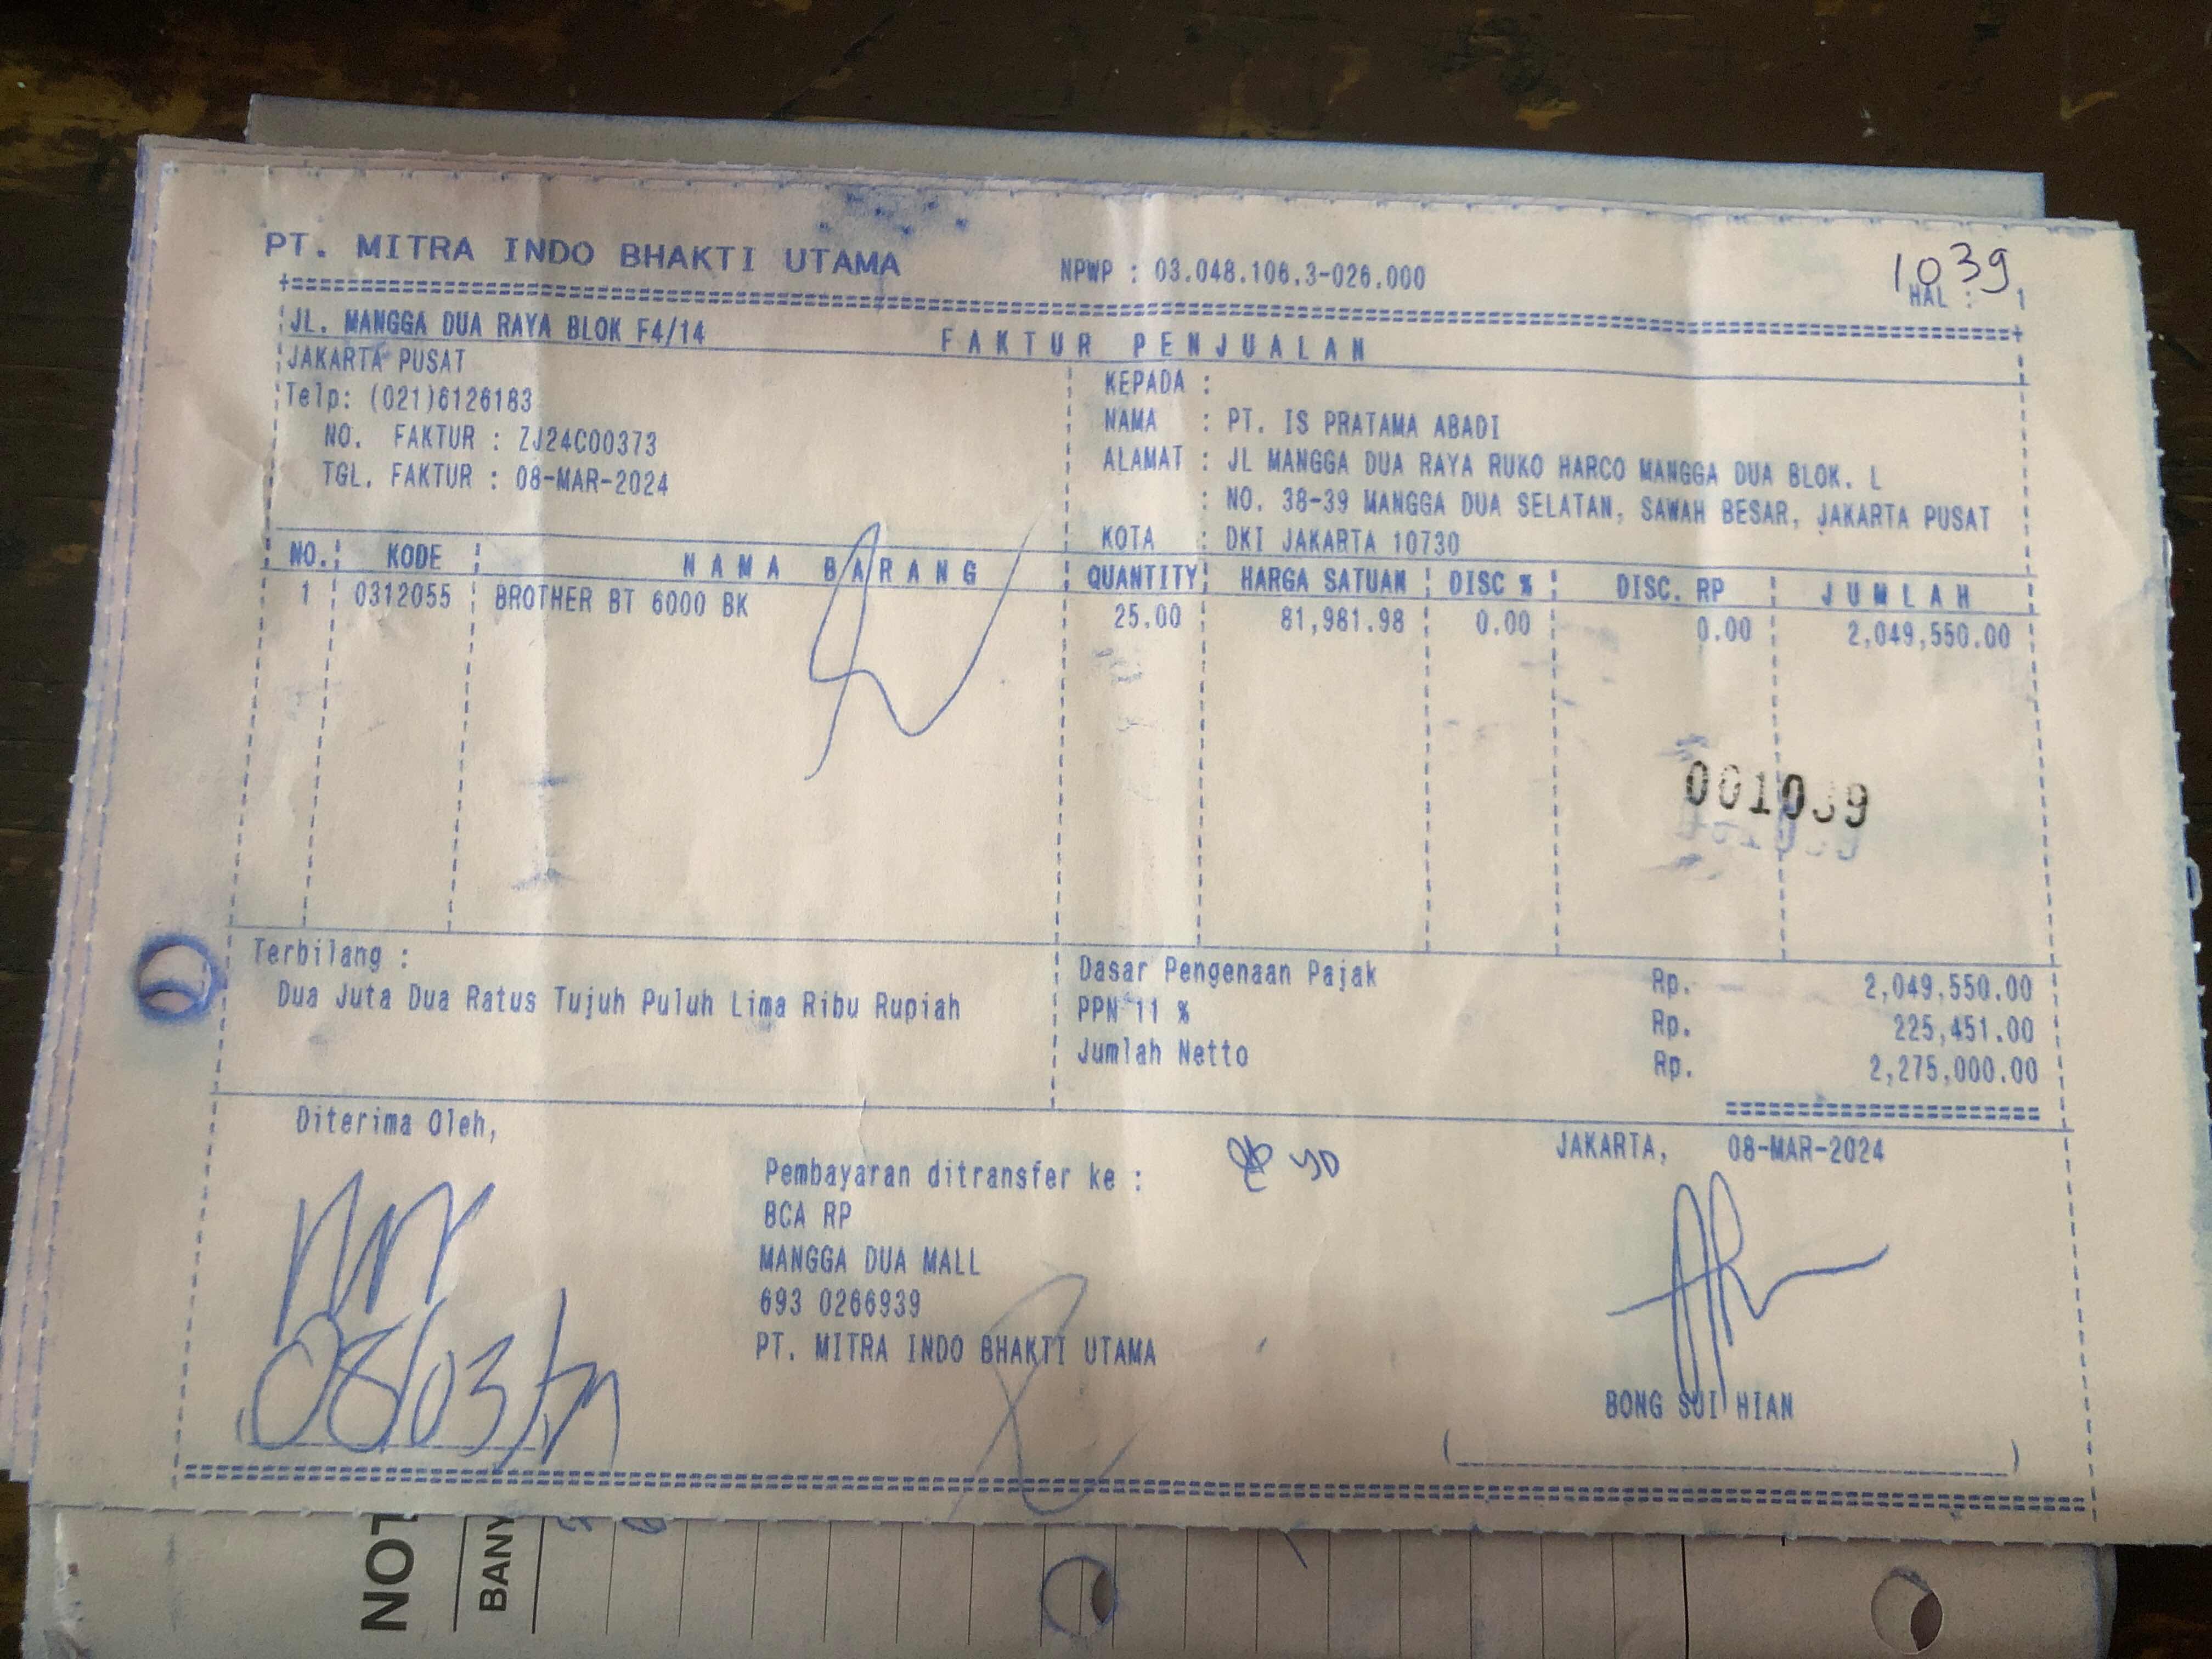 PT. MITRA INDO BHAKTI UTAMA
NPWP : 03.048.106.3-026.000
1039
HAL : 1
JL. MANGGA DUA RAYA BLOK F4/14
FAKTUR PENJUALAN
JAKARTA PUSAT
Telp: (021)6126183
NO. FAKTUR : ZJ24C00373
TGL. FAKTUR : 08-MAR-2024
KEPADA :
NAMA : PT. IS PRATAMA ABADI
ALAMAT : JL MANGGA DUA RAYA RUKO HARCO MANGGA DUA BLOK. L
: NO. 38-39 MANGGA DUA SELATAN, SAWAH BESAR, JAKARTA PUSAT
KOTA : DKI JAKARTA 10730
NO. KODE NAMA BARANG QUANTITY HARGA SATUAN DISC % DISC. RP JUMLAH
1 0312055 BROTHER BT 6000 BK 25.00 81,981.98 0.00 0.00 2,049,550.00
001039
Terbilang :
Dua Juta Dua Ratus Tujuh Puluh Lima Ribu Rupiah
Dasar Pengenaan Pajak Rp. 2,049,550.00
PPN 11 % Rp. 225,451.00
Jumlah Netto Rp. 2,275,000.00
Diterima Oleh,
08/03/
Pembayaran ditransfer ke :
BCA RP
MANGGA DUA MALL
693 0266939
PT. MITRA INDO BHAKTI UTAMA
JAKARTA, 08-MAR-2024
BONG SUI HIAN
NOT
BANY